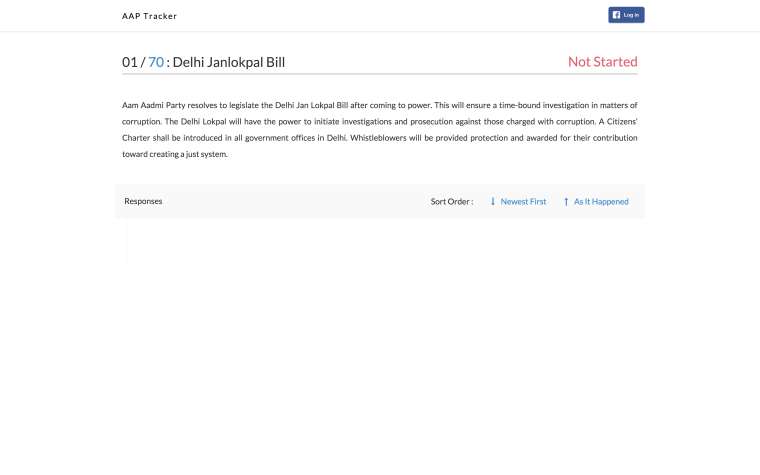 AAP Tracker
Log in
01 / 70 : Delhi Janlokpal Bill
Not Started
Aam Aadmi Party resolves to legislate the Delhi Jan Lokpal Bill after coming to power. This will ensure a time-bound investigation in matters of
corruption. The Delhi Lokpal will have the power to initiate investigations and prosecution against those charged with corruption. A Citizens'
Charter shall be introduced in all government offices in Delhi. Whistleblowers will be provided protection and awarded for their contribution
toward creating a just system.
Responses
Sort Order : ↓ Newest First ↑ As It Happened